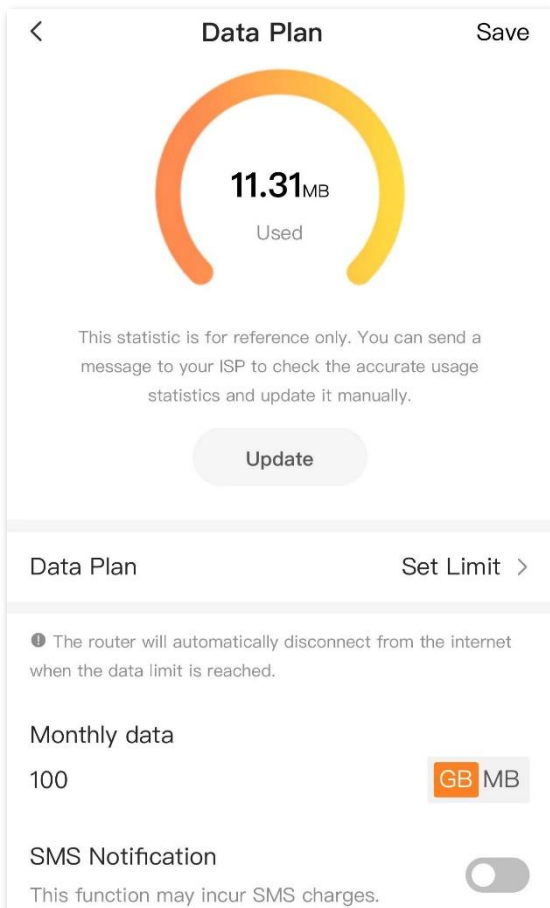 Data Plan Save
11.31MB
Used
This statistic is for reference only. You can send a
message to your ISP to check the accurate usage
statistics and update it manually.
Update
Data Plan Set Limit
The router will automatically disconnect from the internet
when the data limit is reached.
Monthly data
100 GB MB
SMS Notification
This function may incur SMS charges.